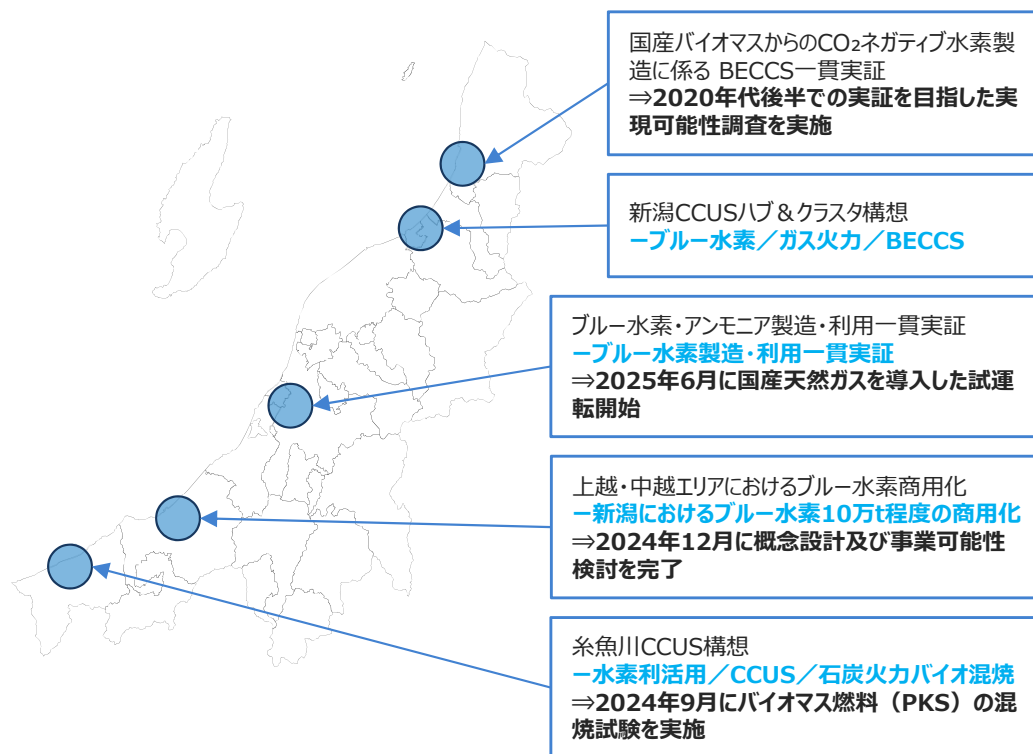 国産バイオマスからのCO₂ネガティブ水素製
造に係る BECCS一貫実証
⇒2020年代後半での実証を目指した実
現可能性調査を実施
新潟CCUSハブ＆クラスタ構想
ーブルー水素／ガス火力／BECCS
ブルー水素・アンモニア製造・利用一貫実証
ーブルー水素製造・利用一貫実証
⇒2025年6月に国産天然ガスを導入した試運
転開始
上越・中越エリアにおけるブルー水素商用化
ー新潟におけるブルー水素10万t程度の商用化
⇒2024年12月に概念設計及び事業可能性
検討を完了
糸魚川CCUS構想
ー水素利活用／CCUS／石炭火力バイオ混焼
⇒2024年9月にバイオマス燃料（PKS）の混
焼試験を実施